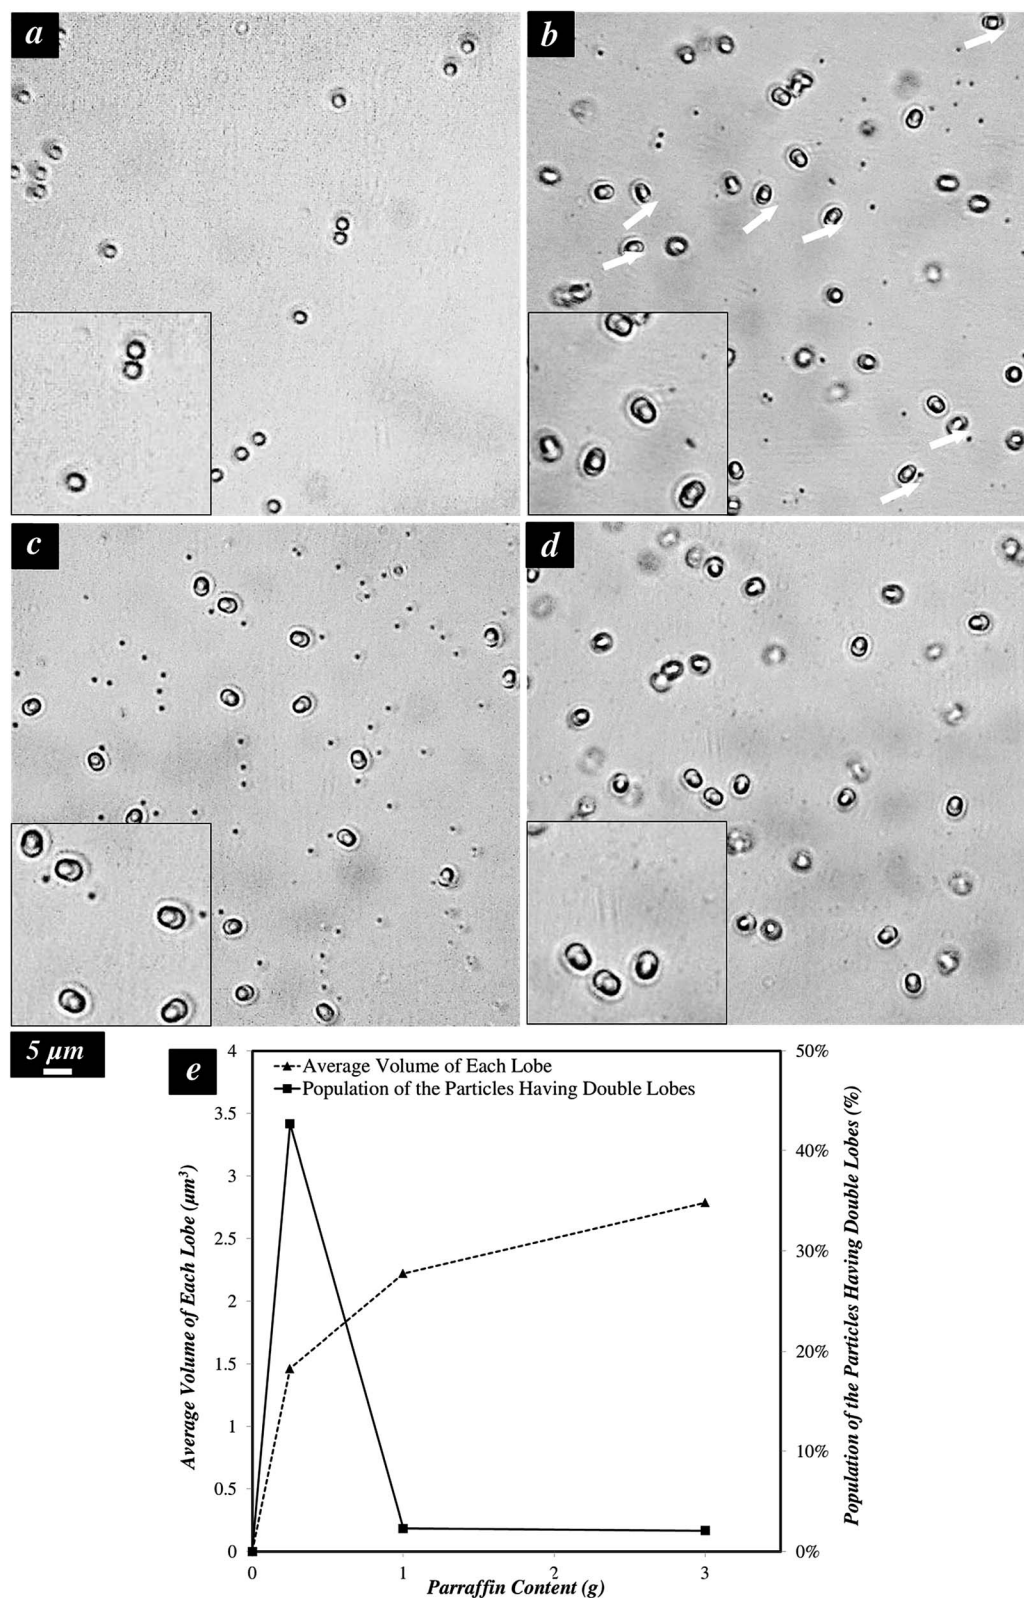 a
b
c
d
5 µm
e
Average Volume of Each Lobe
Population of the Particles Having Double Lobes
4
3.5
3
2.5
2
1.5
1
0.5
0
50%
40%
30%
20%
10%
0%
0
1
2
3
Average Volume of Each Lobe (µm³)
Population of the Particles Having Double Lobes (%)
Parraffin Content (g)